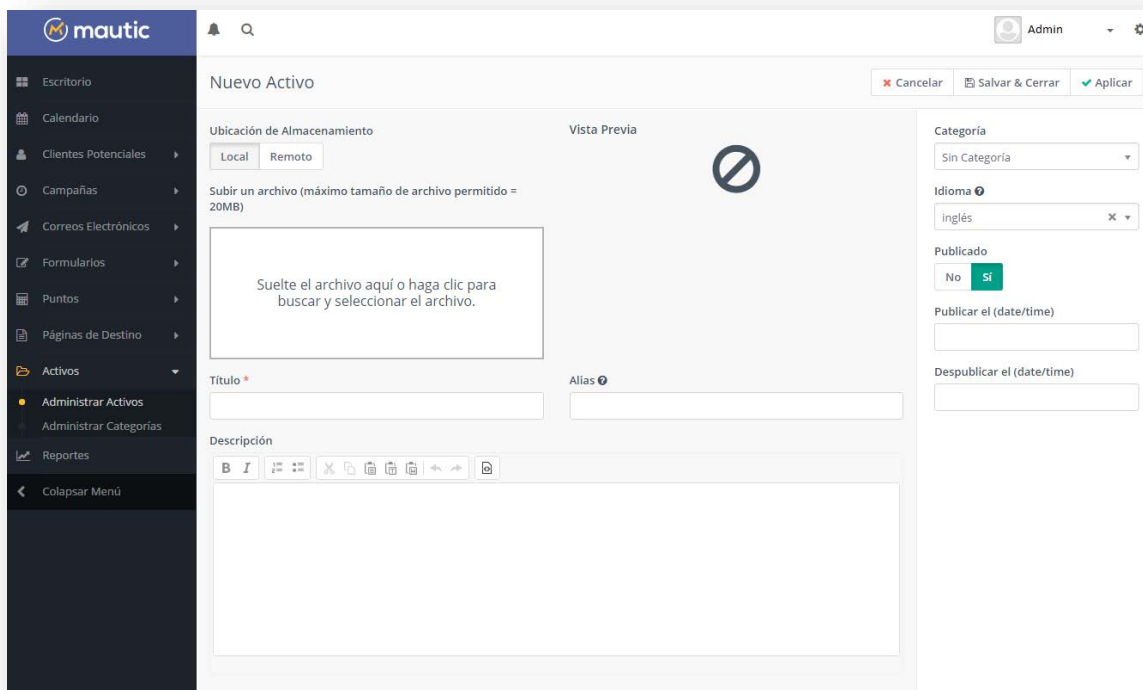 mautic
Admin
Escritorio
Calendario
Clientes Potenciales
Campañas
Correos Electrónicos
Formularios
Puntos
Páginas de Destino
Activos
Administrar Activos
Administrar Categorías
Reportes
Colapsar Menú
Nuevo Activo
Cancelar
Salvar & Cerrar
Aplicar
Ubicación de Almacenamiento
Local
Remoto
Subir un archivo (máximo tamaño de archivo permitido =
20MB)
Suelte el archivo aquí o haga clic para
buscar y seleccionar el archivo.
Vista Previa
Título *
Alias
Descripción
B I
Categoría
Sin Categoría
Idioma
inglés
Publicado
No
Sí
Publicar el (date/time)
Despublicar el (date/time)